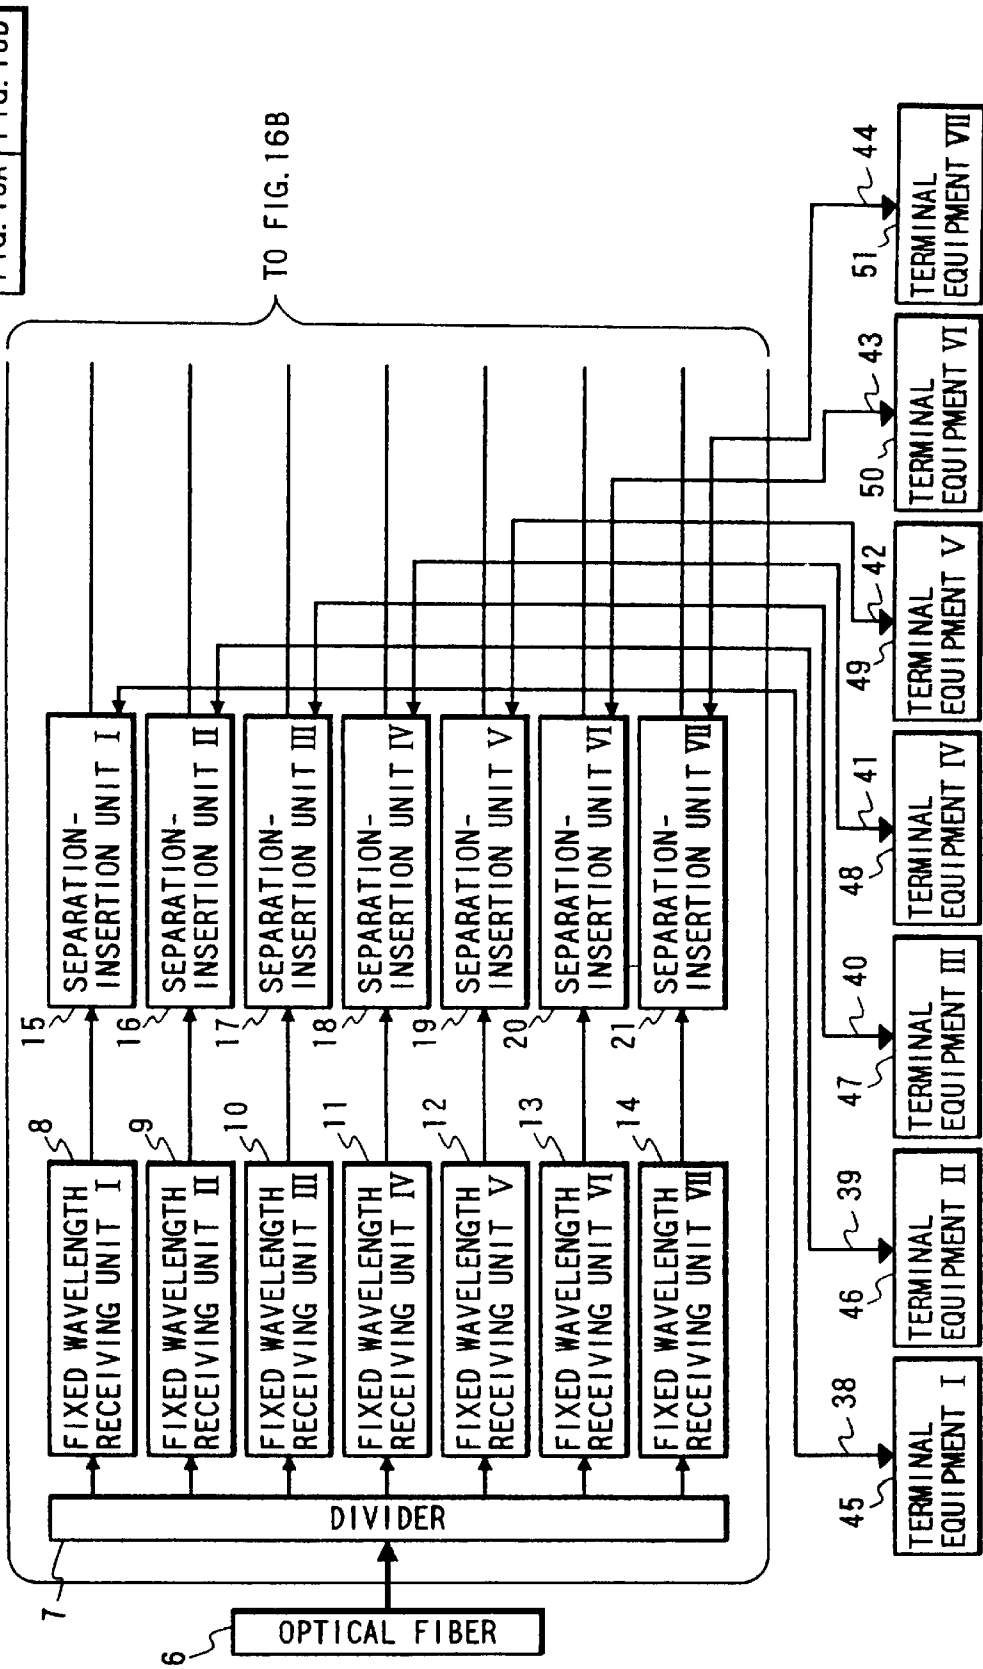 TO FIG. 16B
6
OPTICAL FIBER
7
DIVIDER
8
FIXED WAVELENGTH
RECEIVING UNIT I
9
FIXED WAVELENGTH
RECEIVING UNIT II
10
FIXED WAVELENGTH
RECEIVING UNIT III
11
FIXED WAVELENGTH
RECEIVING UNIT IV
12
FIXED WAVELENGTH
RECEIVING UNIT V
13
FIXED WAVELENGTH
RECEIVING UNIT VI
14
FIXED WAVELENGTH
RECEIVING UNIT VII
15
SEPARATION-
INSERTION UNIT I
16
SEPARATION-
INSERTION UNIT II
17
SEPARATION-
INSERTION UNIT III
18
SEPARATION-
INSERTION UNIT IV
19
SEPARATION-
INSERTION UNIT V
20
SEPARATION-
INSERTION UNIT VI
21
SEPARATION-
INSERTION UNIT VII
38
45
TERMINAL
EQUIPMENT I
39
46
TERMINAL
EQUIPMENT II
40
47
TERMINAL
EQUIPMENT III
41
48
TERMINAL
EQUIPMENT IV
42
49
TERMINAL
EQUIPMENT V
43
50
TERMINAL
EQUIPMENT VI
44
51
TERMINAL
EQUIPMENT VII